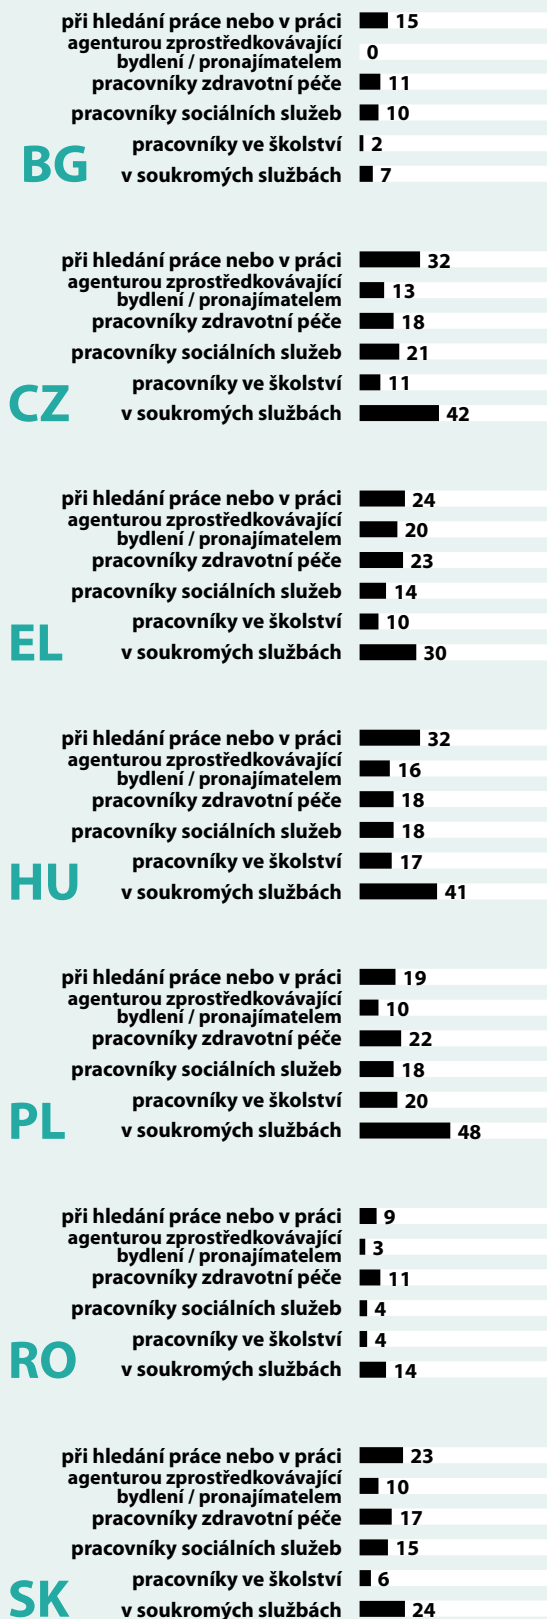 při hledání práce nebo v práci 15
agenturou zprostředkovávající
bydlení / pronajímatelem 0
pracovníky zdravotní péče 11
pracovníky sociálních služeb 10
pracovníky ve školství 2
BG
v soukromých službách 7
při hledání práce nebo v práci 32
agenturou zprostředkovávající
bydlení / pronajímatelem 13
pracovníky zdravotní péče 18
pracovníky sociálních služeb 21
pracovníky ve školství 11
CZ
v soukromých službách 42
při hledání práce nebo v práci 24
agenturou zprostředkovávající
bydlení / pronajímatelem 20
pracovníky zdravotní péče 23
pracovníky sociálních služeb 14
pracovníky ve školství 10
EL
v soukromých službách 30
při hledání práce nebo v práci 32
agenturou zprostředkovávající
bydlení / pronajímatelem 16
pracovníky zdravotní péče 18
pracovníky sociálních služeb 18
pracovníky ve školství 17
HU
v soukromých službách 41
při hledání práce nebo v práci 19
agenturou zprostředkovávající
bydlení / pronajímatelem 10
pracovníky zdravotní péče 22
pracovníky sociálních služeb 18
pracovníky ve školství 20
PL
v soukromých službách 48
při hledání práce nebo v práci 9
agenturou zprostředkovávající
bydlení / pronajímatelem 3
pracovníky zdravotní péče 11
pracovníky sociálních služeb 4
pracovníky ve školství 4
RO
v soukromých službách 14
při hledání práce nebo v práci 23
agenturou zprostředkovávající
bydlení / pronajímatelem 10
pracovníky zdravotní péče 17
pracovníky sociálních služeb 15
pracovníky ve školství 6
SK
v soukromých službách 24